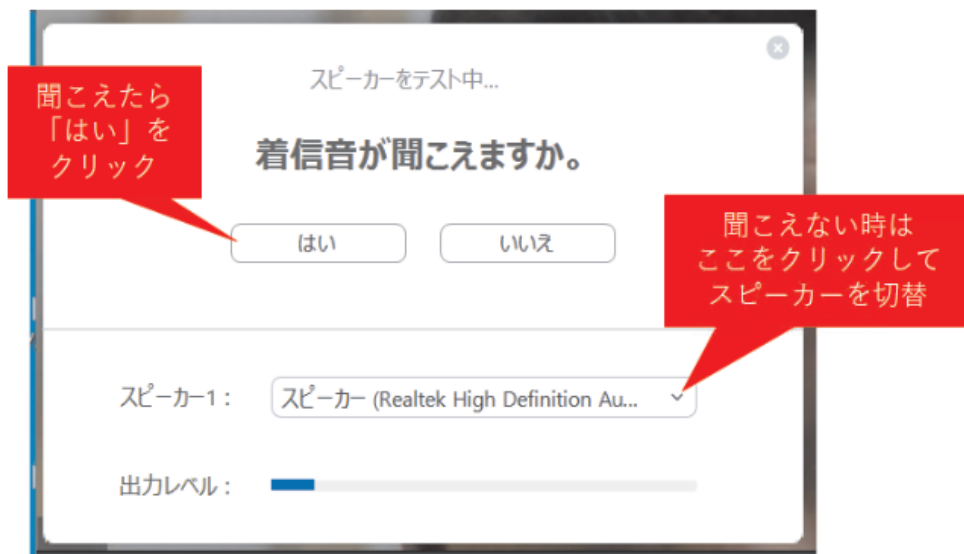 スピーカーをテスト中...
聞こえたら
「はい」を
クリック
着信音が聞こえますか。
はい
いいえ
聞こえない時は
ここをクリックして
スピーカーを切替
スピーカー1：
スピーカー (Realtek High Definition Au...
出力レベル：